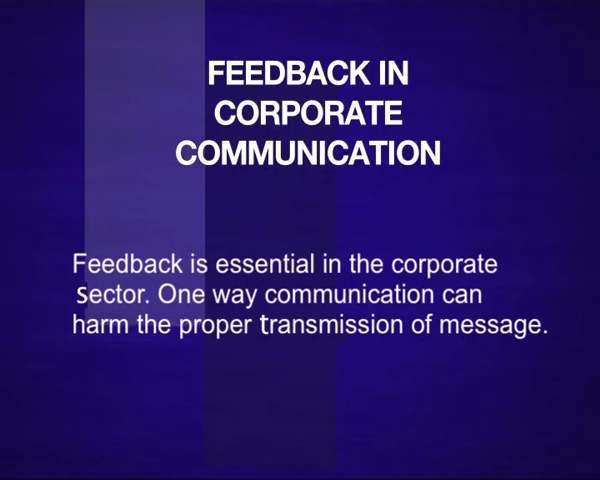 FEEDBACK IN
CORPORATE
COMMUNICATION
Feedback is essential in the corporate
sector. One way communication can
harm the proper transmission of message.